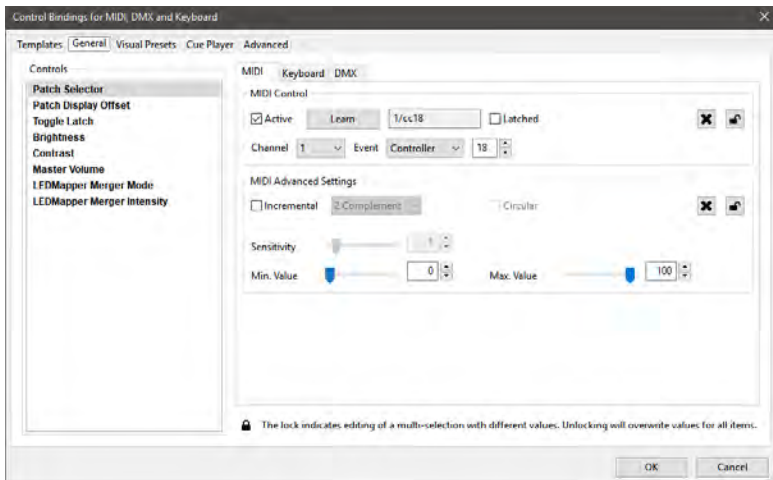 Control Bindings for MIDI, DMX and Keyboard
Templates General Visual Presets Cue Player Advanced
Controls
Patch Selector
Patch Display Offset
Toggle Latch
Brightness
Contrast
Master Volume
LEDMapper Merger Mode
LEDMapper Merger Intensity
MIDI Keyboard DMX
MIDI Control
Active Learn 1/cc18 Latched
Channel 1 Event Controller 18
MIDI Advanced Settings
Incremental 2 Complement Circular
Sensitivity 1
Min. Value 0 Max. Value 100
The lock indicates editing of a multi-selection with different values. Unlocking will overwrite values for all items.
OK Cancel